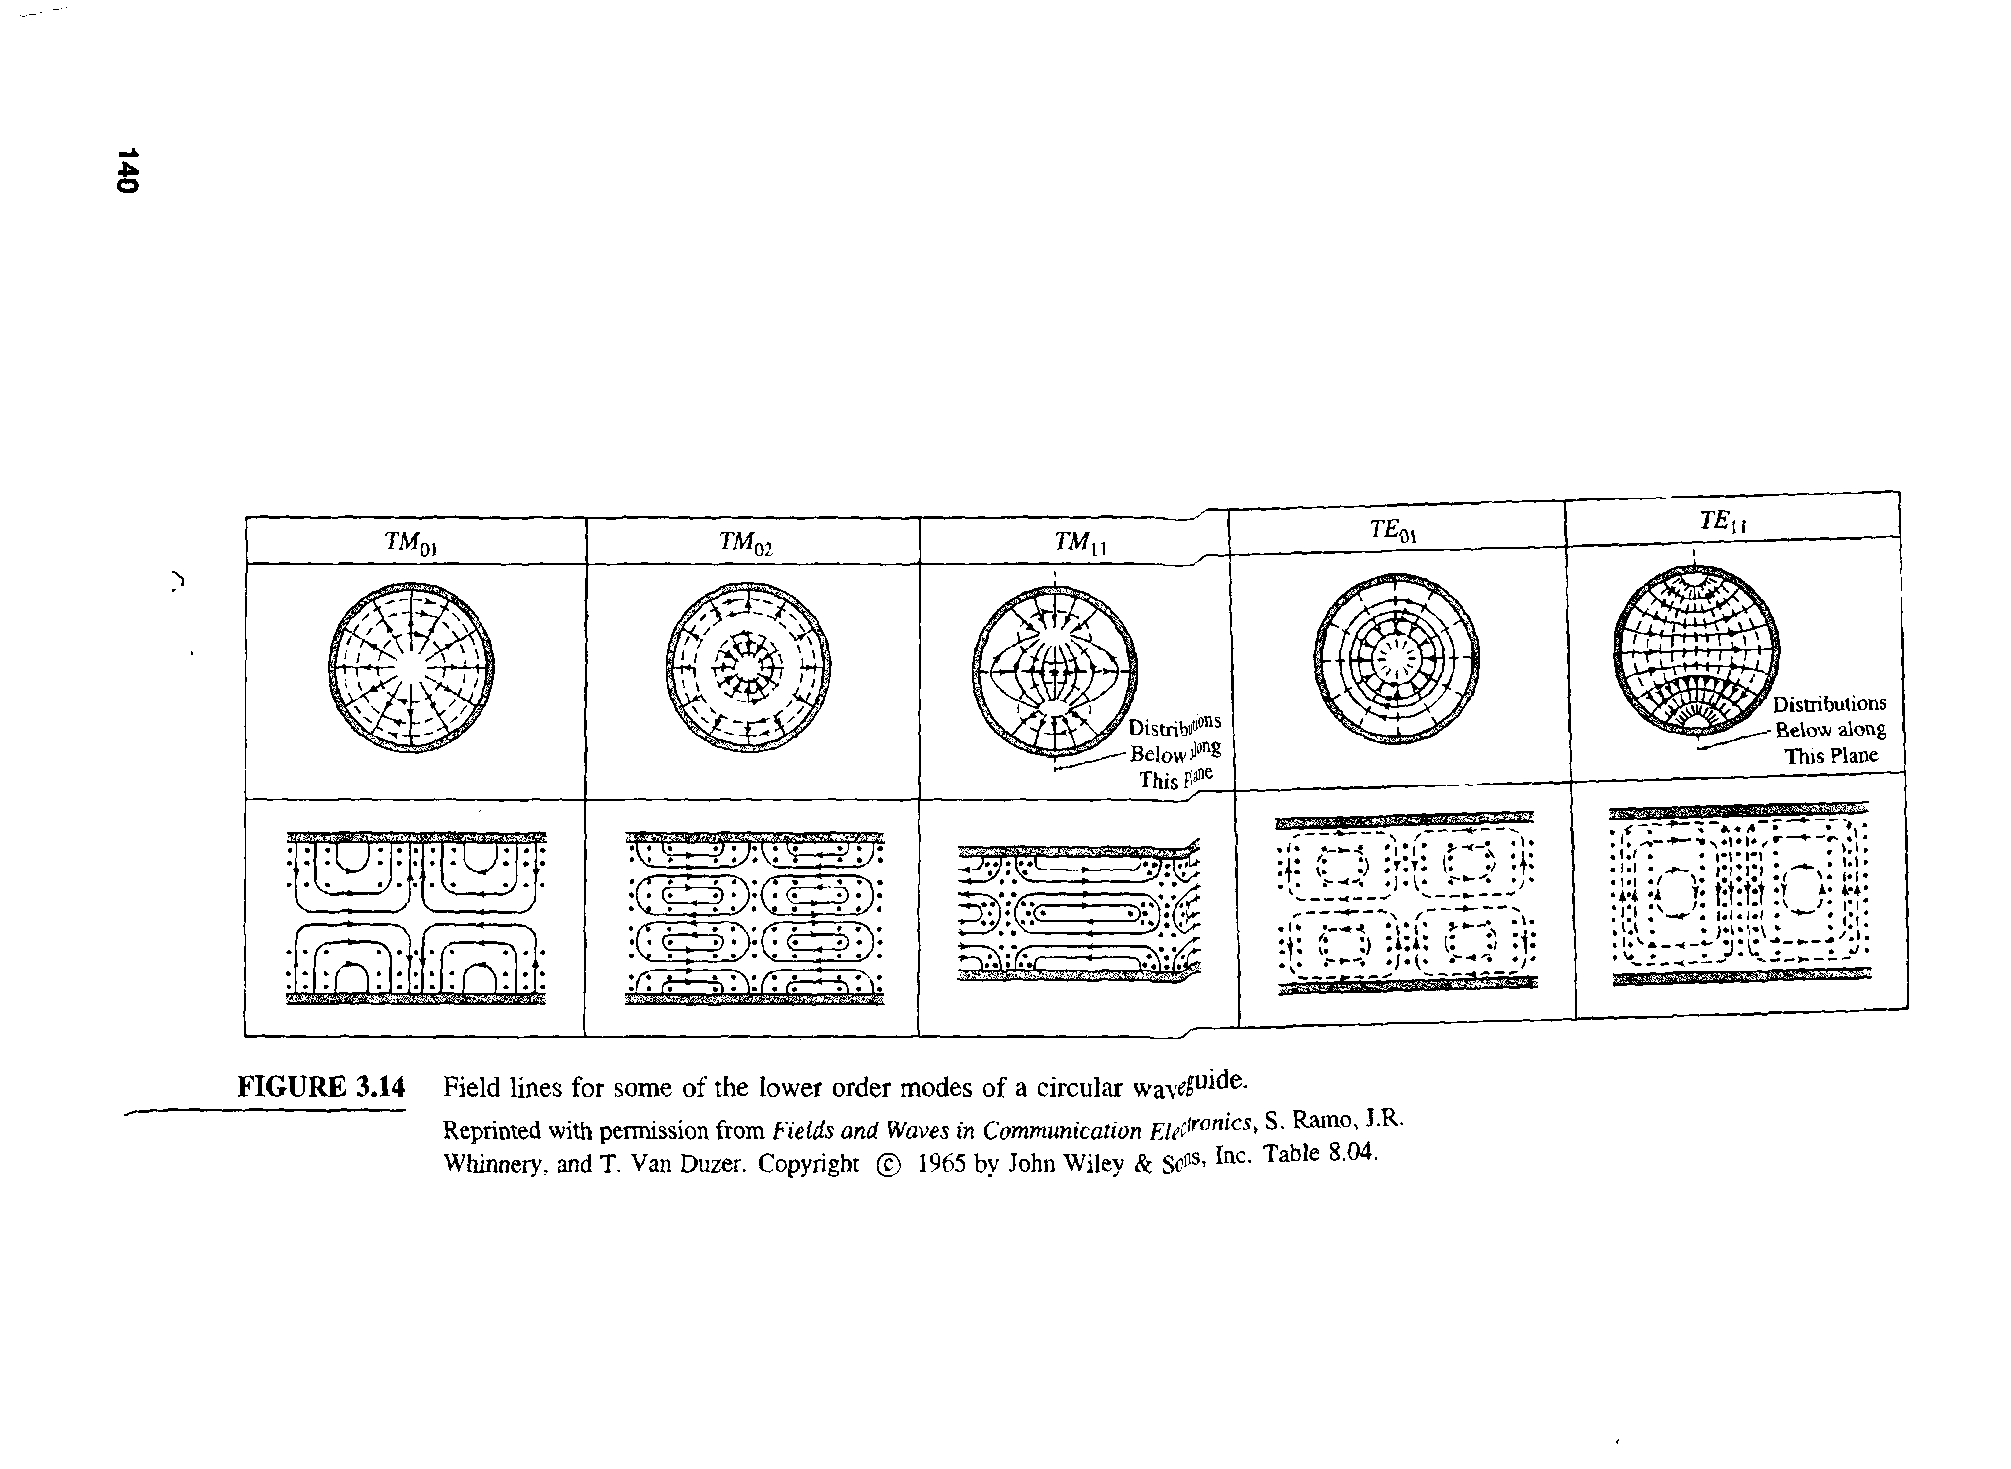 140
TM01
TM02
TM11
TE01
TE11
Distributions
Below along
This Plane
Distributions
Below along
This Plane
FIGURE 3.14 Field lines for some of the lower order modes of a circular waveguide.
Reprinted with permission from Fields and Waves in Communication Electronics, S. Ramo, J.R.
Whinnery, and T. Van Duzer. Copyright © 1965 by John Wiley & Sons, Inc. Table 8.04.